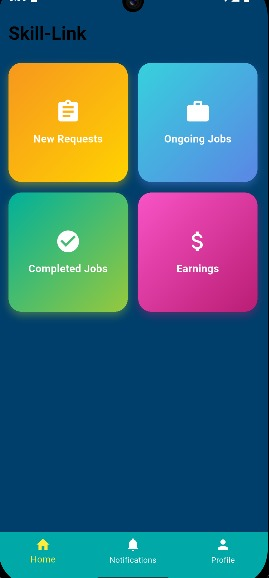 Skill-Link
New Requests
Ongoing Jobs
Completed Jobs
$
Earnings
Home
Notifications
Profile